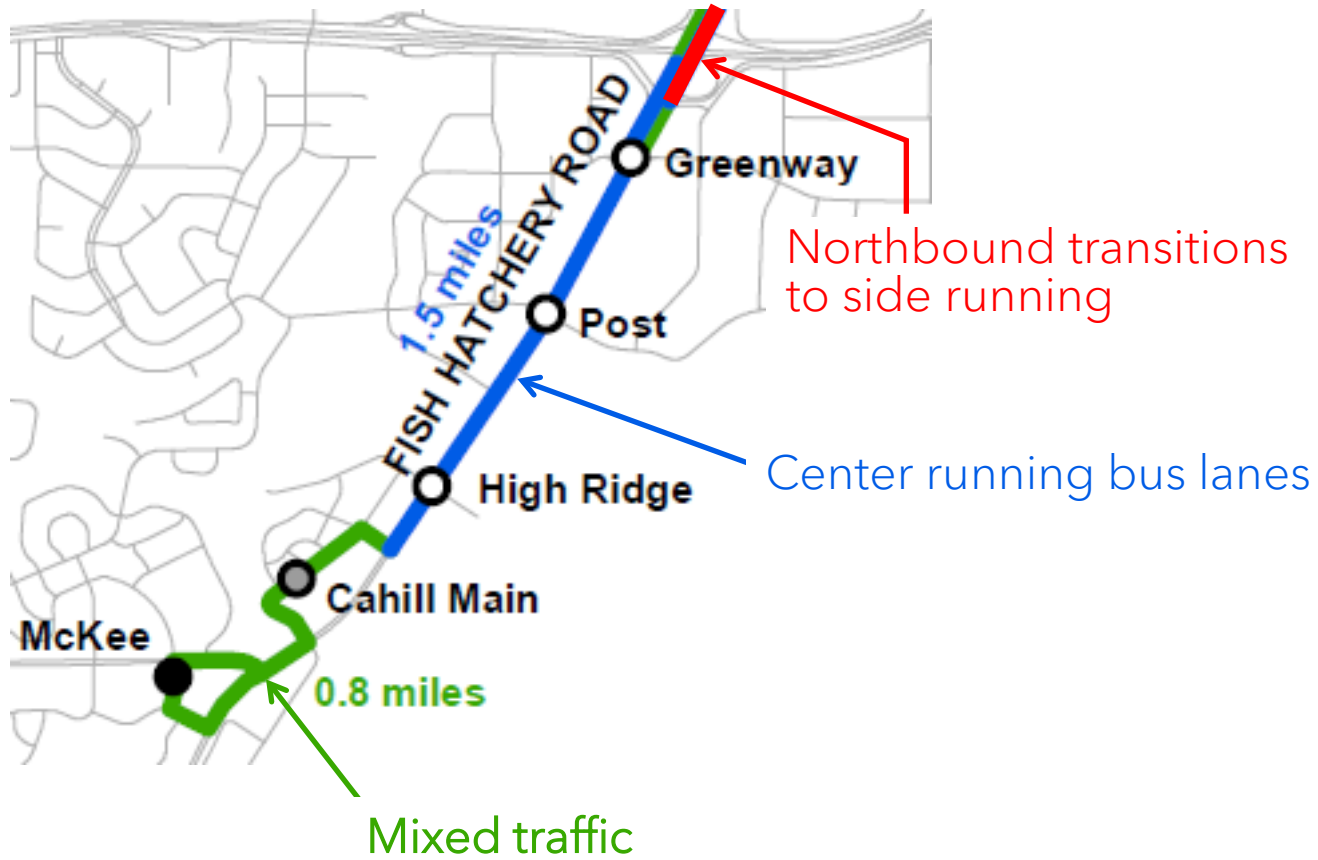 FISH HATCHERY ROAD
1.5 miles
Greenway
Northbound transitions
to side running
Post
Center running bus lanes
High Ridge
Cahill Main
McKee
0.8 miles
Mixed traffic